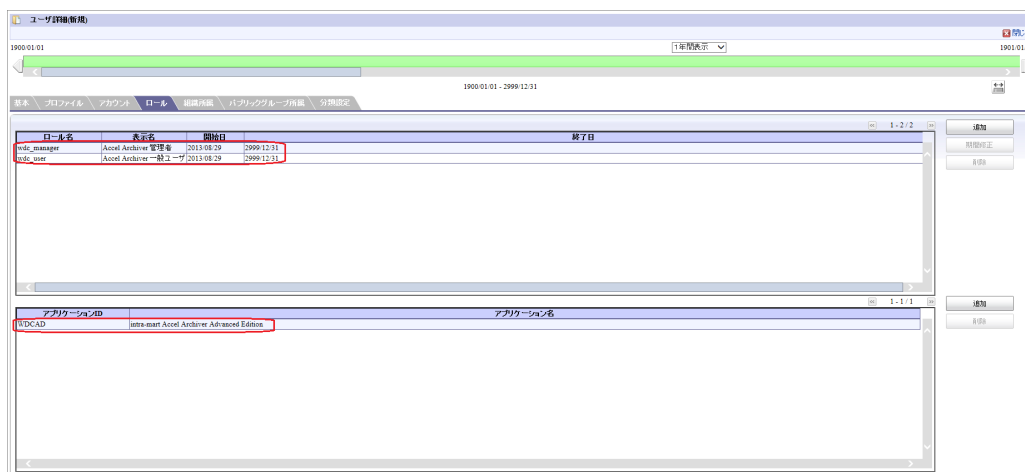 ユーザ詳細(新規)
閉じ
1900/01/01 1年間表示 1901/01
1900/01/01 - 2999/12/31
基本 プロファイル アカウント ロール 組織所属 パブリックグループ所属 分類設定
1 - 2 / 2 追加
ロール名 表示名 開始日 終了日
wdc_manager Accel Archiver 管理者 2013/08/29 2999/12/31 期間修正
wdc_user Accel Archiver 一般ユーザ 2013/08/29 2999/12/31 削除
1 - 1 / 1 追加
アプリケーションID アプリケーション名
WDCAD intra-mart Accel Archiver Advanced Edition 削除